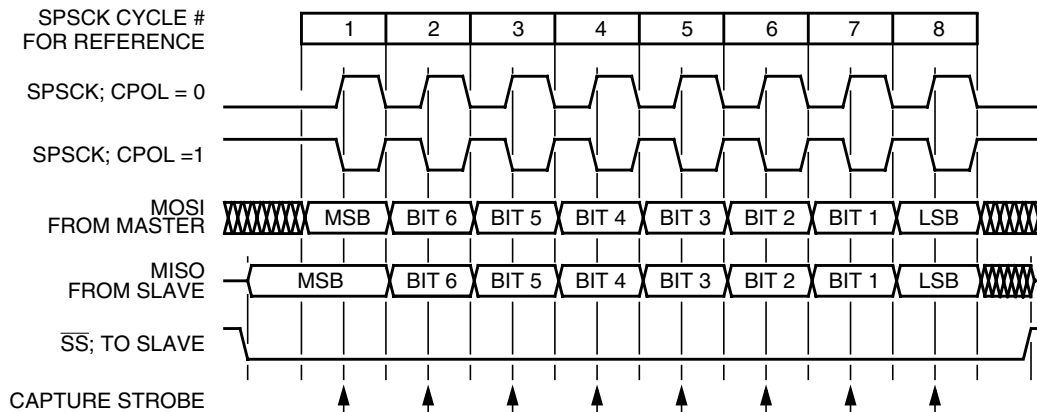 SPSCK CYCLE #
FOR REFERENCE
1 2 3 4 5 6 7 8
SPSCK; CPOL = 0
SPSCK; CPOL =1
MOSI
FROM MASTER
MSB BIT 6 BIT 5 BIT 4 BIT 3 BIT 2 BIT 1 LSB
MISO
FROM SLAVE
MSB BIT 6 BIT 5 BIT 4 BIT 3 BIT 2 BIT 1 LSB
S̅S̅; TO SLAVE
CAPTURE STROBE